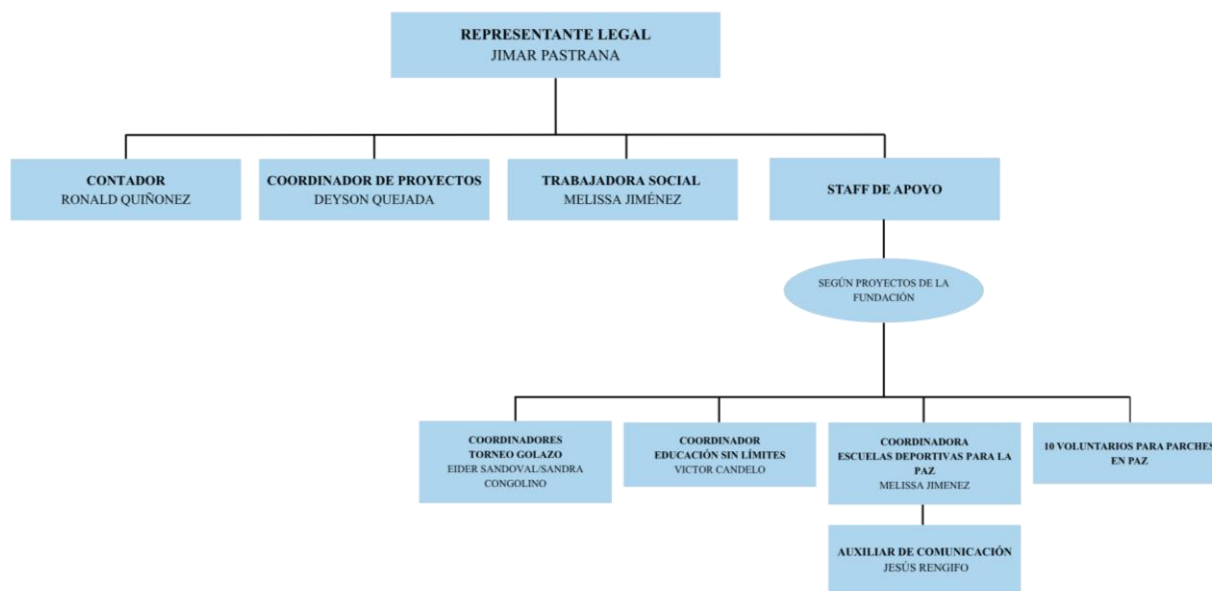 REPRESENTANTE LEGAL
JIMAR PASTRANA
CONTADOR
RONALD QUIÑONEZ
COORDINADOR DE PROYECTOS
DEYSON QUEJADA
TRABAJADORA SOCIAL
MELISSA JIMÉNEZ
STAFF DE APOYO
SEGÚN PROYECTOS DE LA
FUNDACIÓN
COORDINADORES
TORNEO GOLAZO
EIDER SANDOVAL/SANDRA
CONGOLINO
COORDINADOR
EDUCACIÓN SIN LÍMITES
VICTOR CANDELO
COORDINADORA
ESCUELAS DEPORTIVAS PARA LA
PAZ
MELISSA JIMENEZ
10 VOLUNTARIOS PARA PARCHES
EN PAZ
AUXILIAR DE COMUNICACIÓN
JESÚS RENGIFO